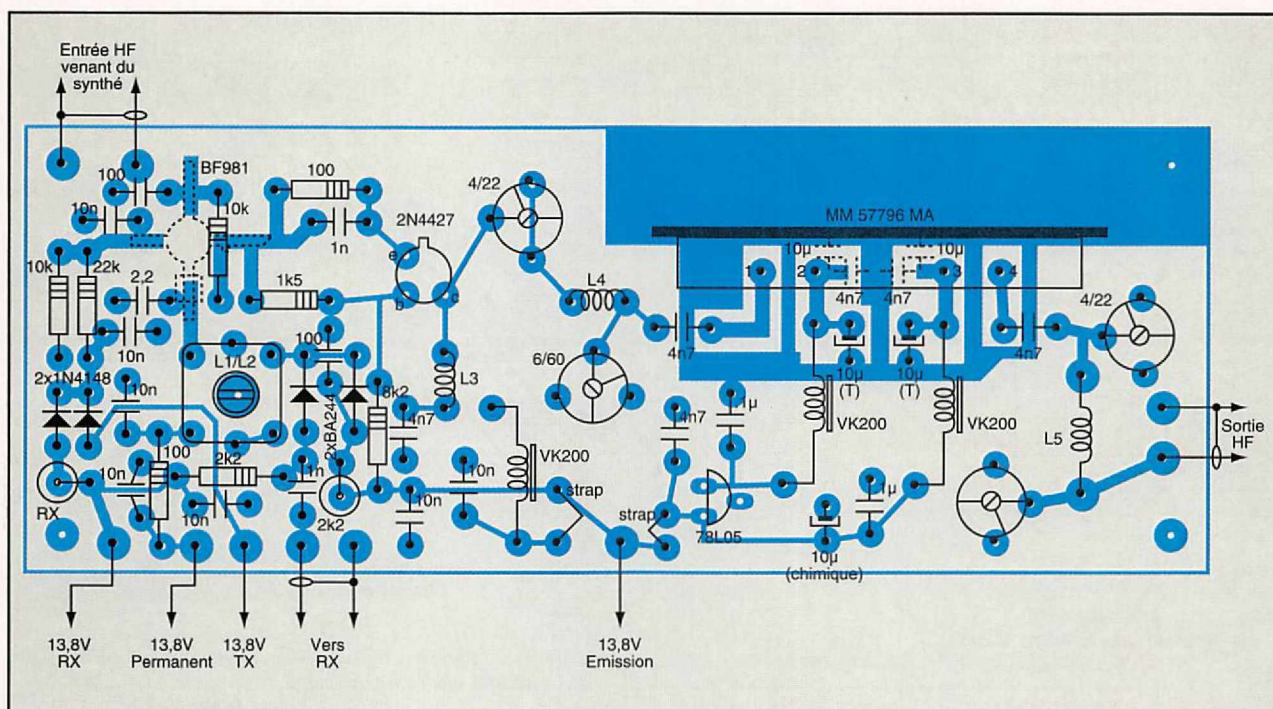 Entrée HF
venant du
synthé
100
BF981
100
4/22
10n
10k
2N4427
MM 57796 MA
1n
e
10µ
10µ
10k
22k
2,2
1k5
b
c
L4
1
2
3
4
4n7
4n7
4/22
10n
100
L1/L2
6/60
4n7
4n7
2x1N4148
10n
8k2
L3
10µ
(T)
10µ
(T)
2xBA244
4n7
4n7
1µ
VK200
VK200
L5
Sortie
HF
100
2k2
10n
1n
10n
VK200
RX
10n
2k2
10n
strap
strap
78L05
1µ
10µ
(chimique)
13,8V
RX
13,8V
Permanent
13,8V
TX
Vers
RX
13,8V
Emission